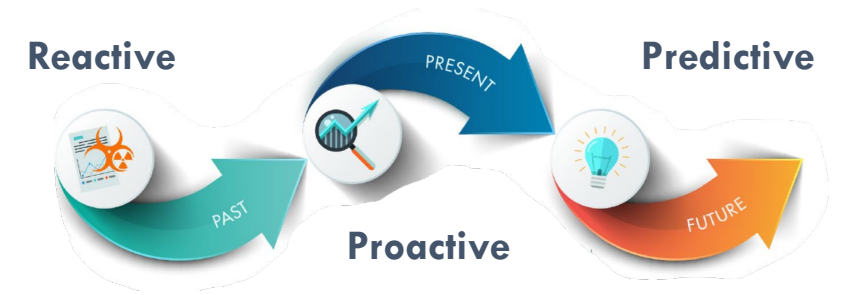 Reactive
PAST
PRESENT
Proactive
Predictive
FUTURE